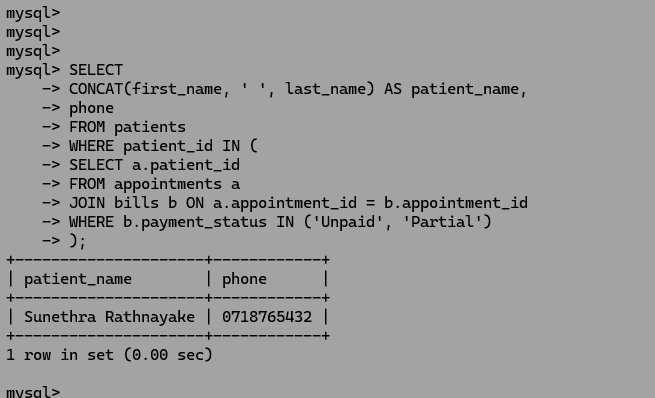 mysql>
mysql>
mysql>
mysql> SELECT
    -> CONCAT(first_name, ' ', last_name) AS patient_name,
    -> phone
    -> FROM patients
    -> WHERE patient_id IN (
    -> SELECT a.patient_id
    -> FROM appointments a
    -> JOIN bills b ON a.appointment_id = b.appointment_id
    -> WHERE b.payment_status IN ('Unpaid', 'Partial')
    -> );
+---------------------+------------+
| patient_name        | phone      |
+---------------------+------------+
| Sunethra Rathnayake | 0718765432 |
+---------------------+------------+
1 row in set (0.00 sec)

mysql>